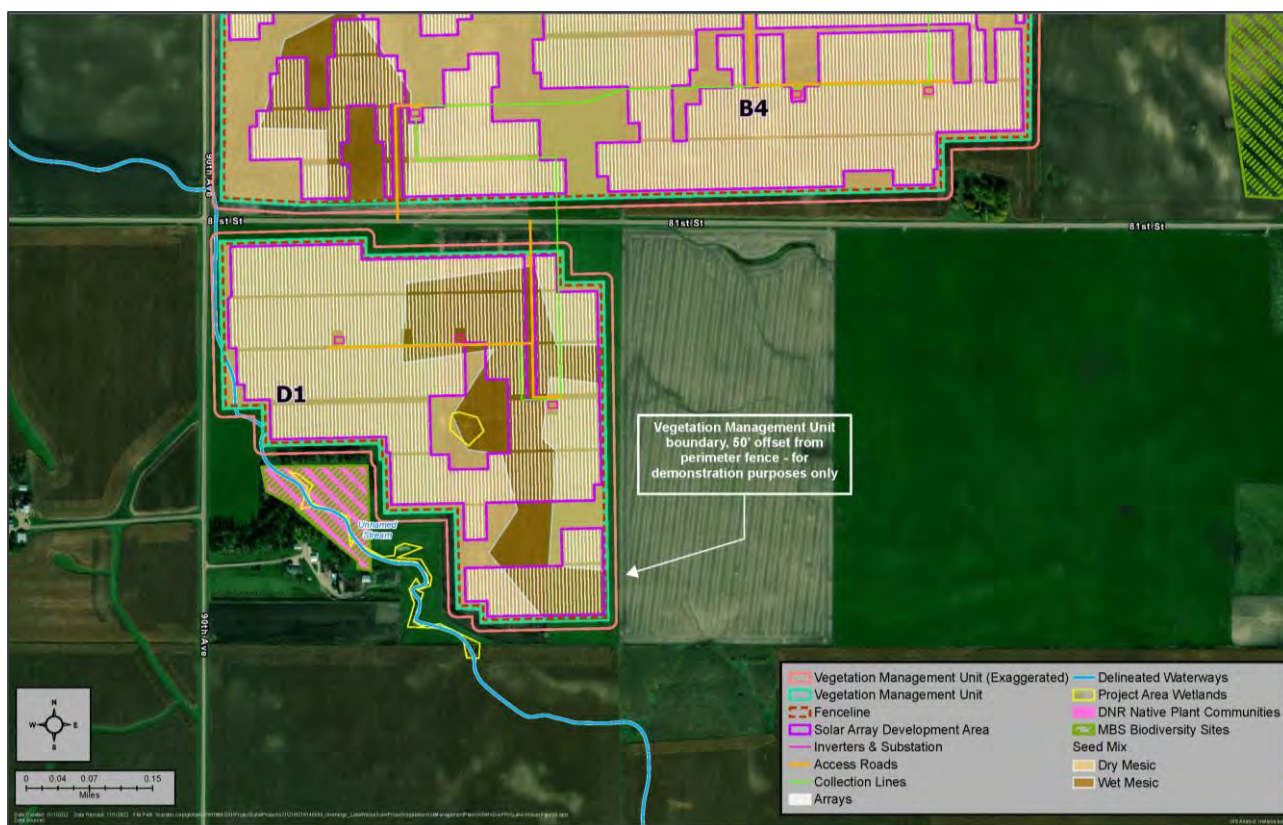 B4
90th Ave
81st St
81st St
81st St
D1
Vegetation Management Unit
boundary, 50' offset from
perimeter fence - for
demonstration purposes only
Unnamed
Stream
90th Ave
N
W E
S
0 0.04 0.07 0.15
Miles
Vegetation Management Unit (Exaggerated)
Vegetation Management Unit
Fenceline
Solar Array Development Area
Inverters & Substation
Access Roads
Collection Lines
Arrays
Delineated Waterways
Project Area Wetlands
DNR Native Plant Communities
MBS Biodiversity Sites
Seed Mix
Dry Mesic
Wet Mesic